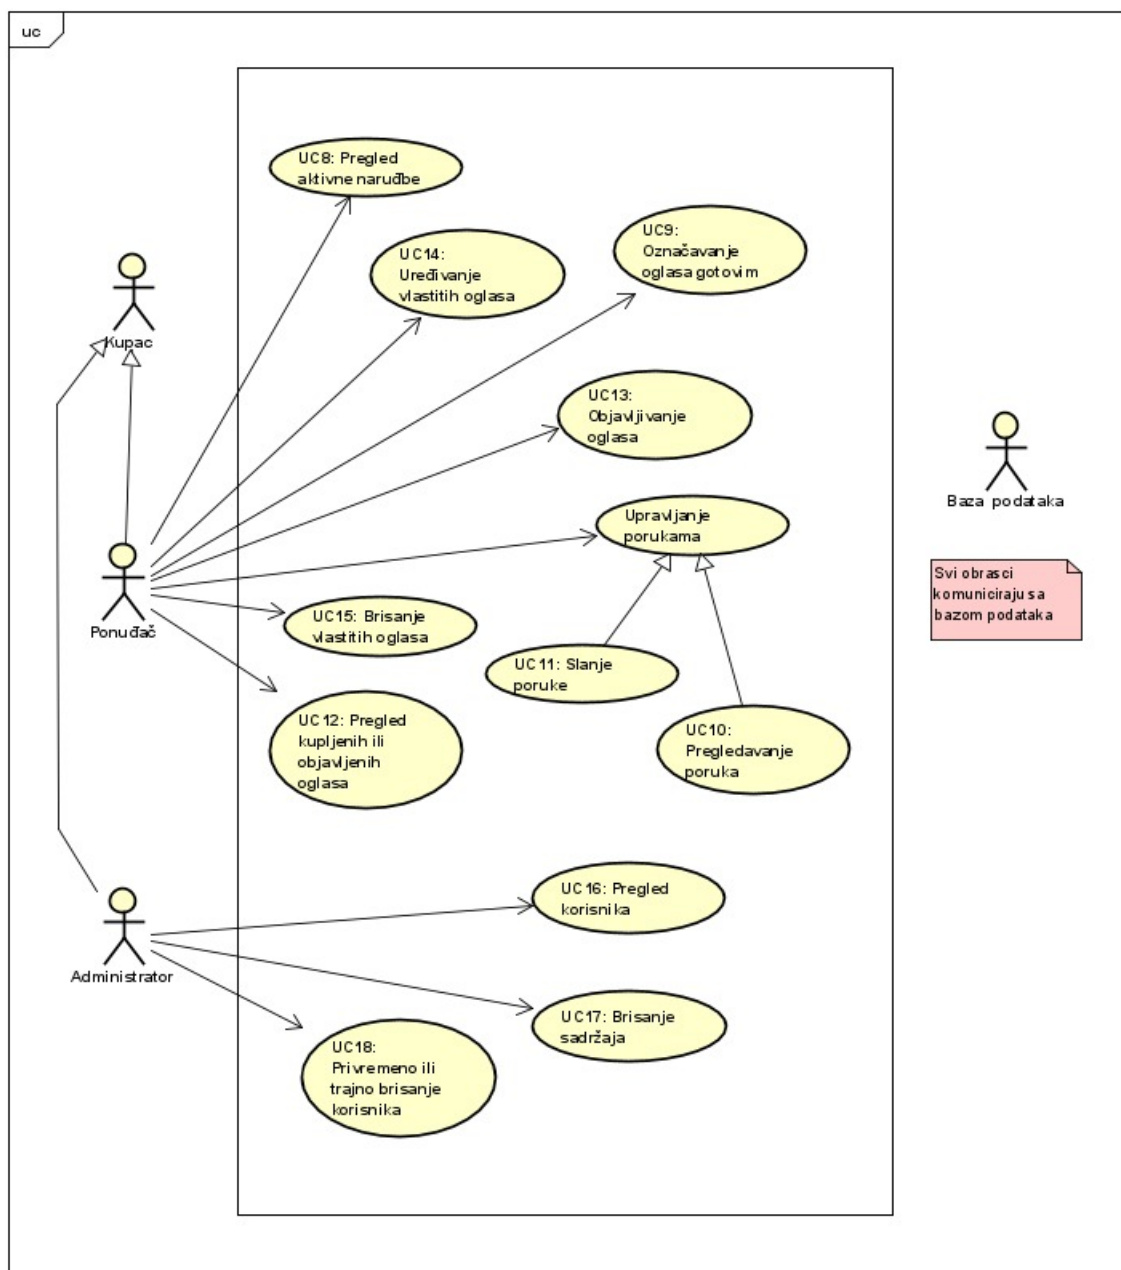 uc
UC8: Pregled
aktivne narudbe
UC14:
Uređivanje
vlastitih oglasa
UC9:
Označavanje
oglasa gotovim
Kupac
UC13:
Objavljivanje
oglasa
Baza podataka
Upravljanje
porukama
Svi obrasci
komuniciraju sa
bazom podataka
Ponuđač
UC15: Brisanje
vlastitih oglasa
UC11: Slanje
poruke
UC12: Pregled
kupljenih ili
objavljenih
oglasa
UC10:
Pregledavanje
poruka
UC16: Pregled
korisnika
Administrator
UC17: Brisanje
sadržaja
UC18:
Privremeno ili
trajno brisanje
korisnika